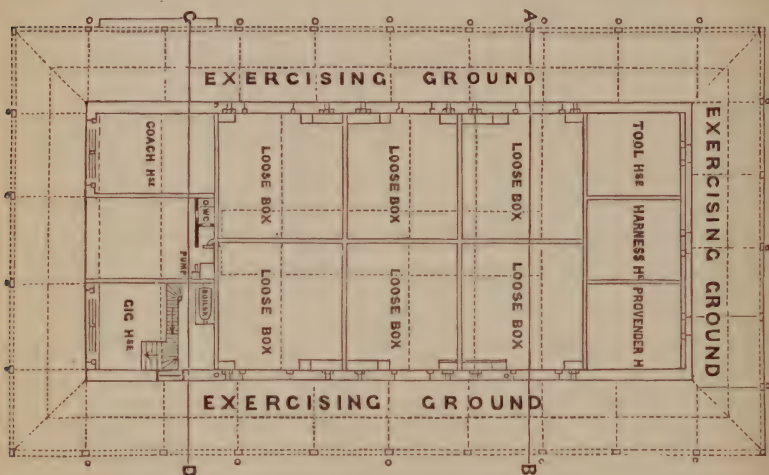 C
A
EXERCISING GROUND
EXERCISING GROUND
COACH HSE
LOOSE BOX
LOOSE BOX
LOOSE BOX
TOOL HSE
W C
HARNESS HE
PUMP
BOILER
GIG HSE
LOOSE BOX
LOOSE BOX
LOOSE BOX
PROVENDER H
EXERCISING GROUND
D
B